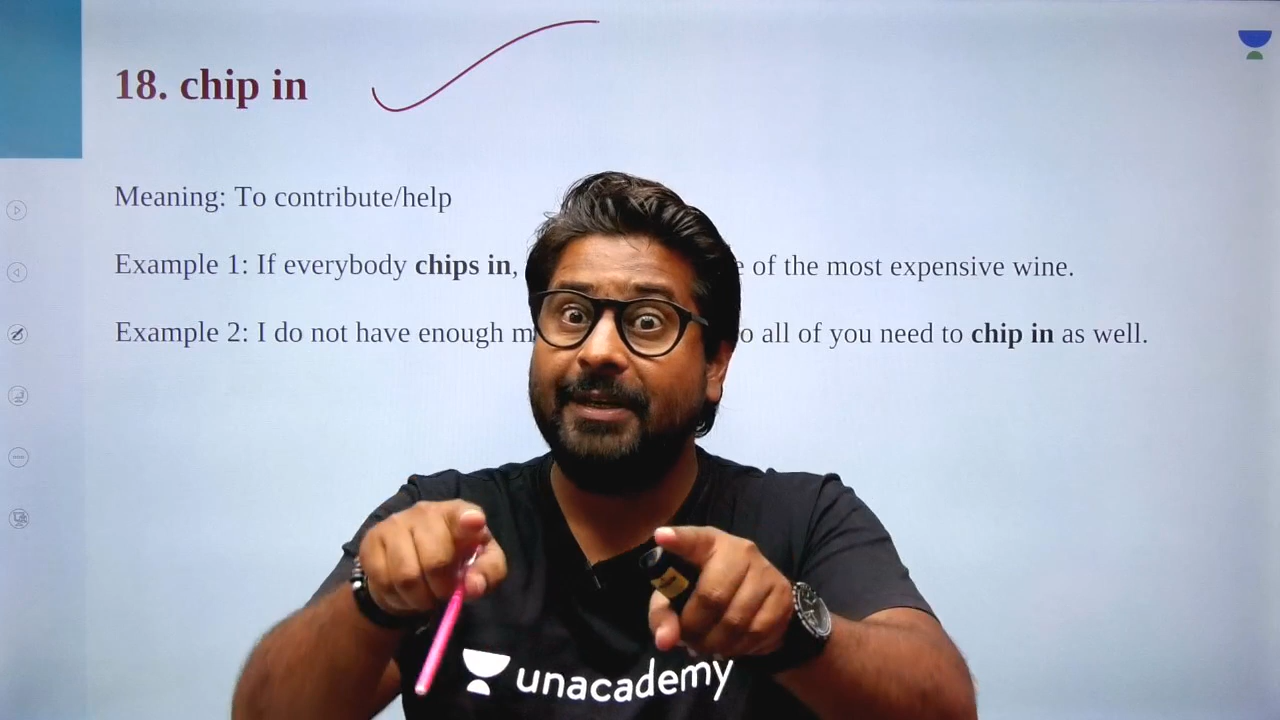 18. chip in
Meaning: To contribute/help
Example 1: If everybody chips in, of the most expensive wine.
Example 2: I do not have enough all of you need to chip in as well.
unacademy